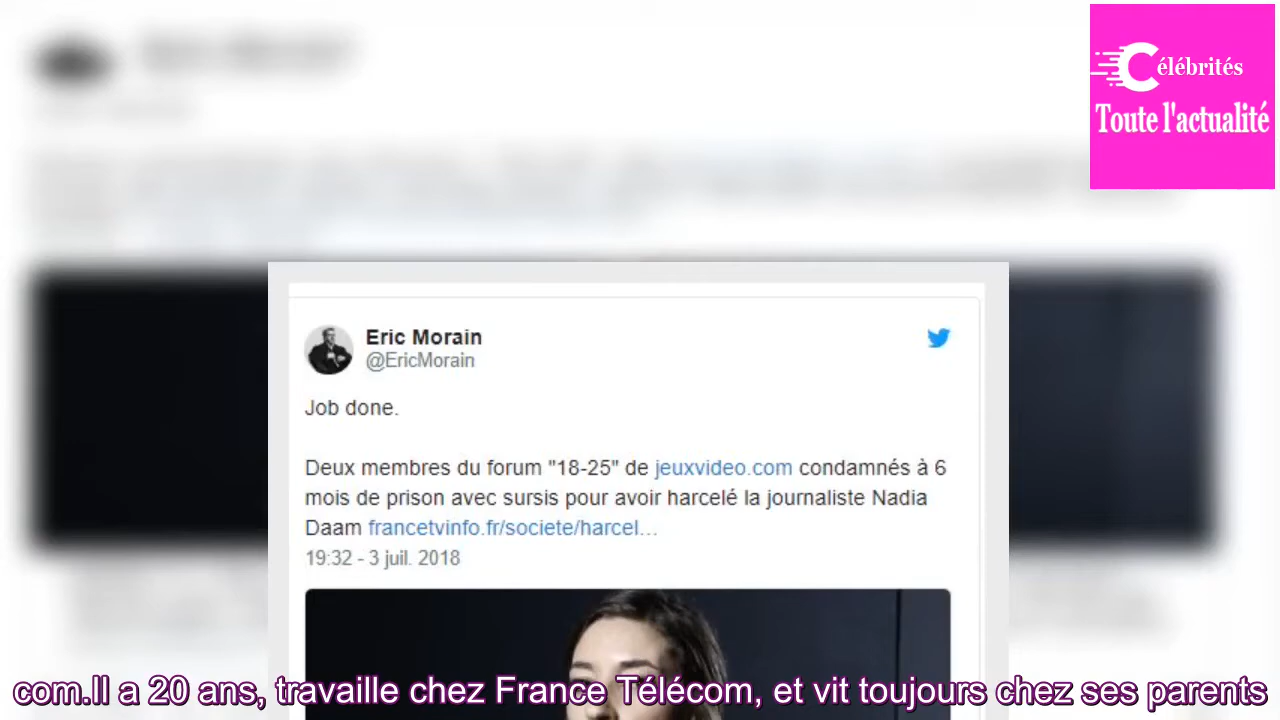 Célébrités
Toute l'actualité
Eric Morain
@EricMorain
Job done.
Deux membres du forum "18-25" de jeuxvideo.com condamnés à 6
mois de prison avec sursis pour avoir harcelé la journaliste Nadia
Daam francetvinfo.fr/societe/harcel…
19:32 - 3 juil. 2018
com.Il a 20 ans, travaille chez France Télécom, et vit toujours chez ses parents